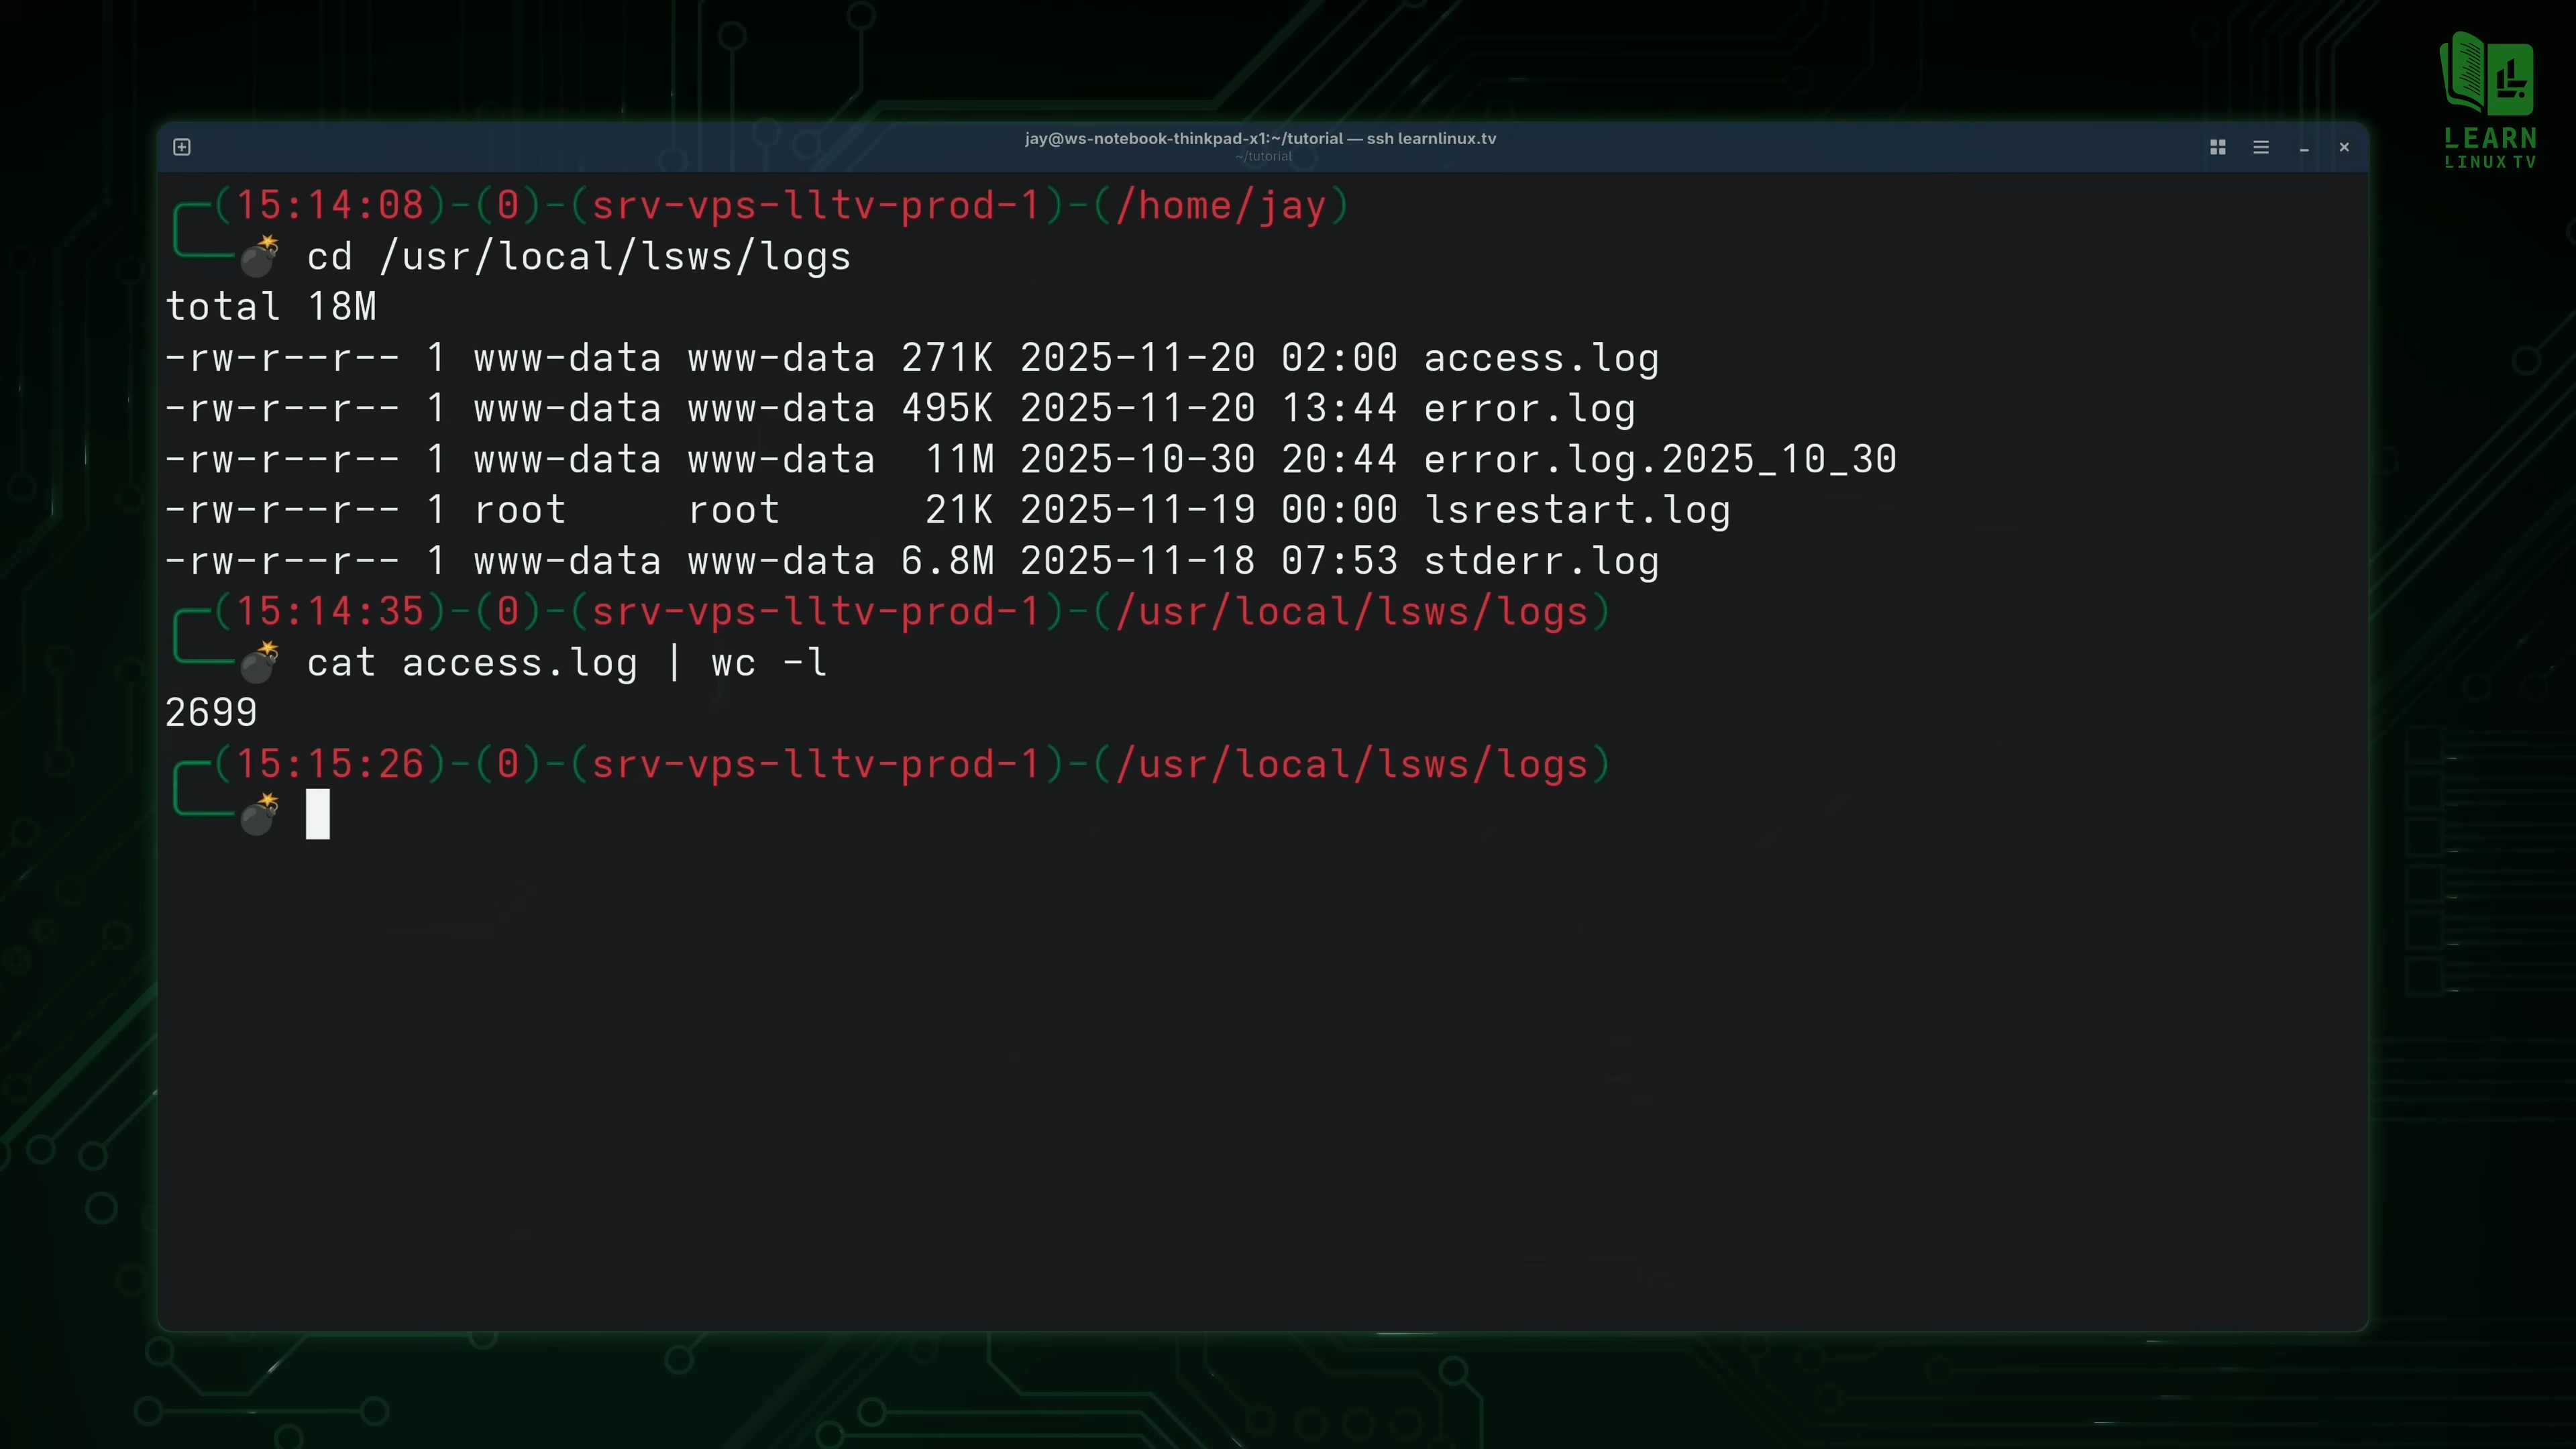 jay@ws-notebook-thinkpad-x1:~/tutorial — ssh learnlinux.tv
~/tutorial
LEARN
LINUX TV
(15:14:08)-(0)-(srv-vps-lltv-prod-1)-(/home/jay)
💣 cd /usr/local/lsws/logs
total 18M
-rw-r--r-- 1 www-data www-data 271K 2025-11-20 02:00 access.log
-rw-r--r-- 1 www-data www-data 495K 2025-11-20 13:44 error.log
-rw-r--r-- 1 www-data www-data  11M 2025-10-30 20:44 error.log.2025_10_30
-rw-r--r-- 1 root     root      21K 2025-11-19 00:00 lsrestart.log
-rw-r--r-- 1 www-data www-data 6.8M 2025-11-18 07:53 stderr.log
(15:14:35)-(0)-(srv-vps-lltv-prod-1)-(/usr/local/lsws/logs)
💣 cat access.log | wc -l
2699
(15:15:26)-(0)-(srv-vps-lltv-prod-1)-(/usr/local/lsws/logs)
💣